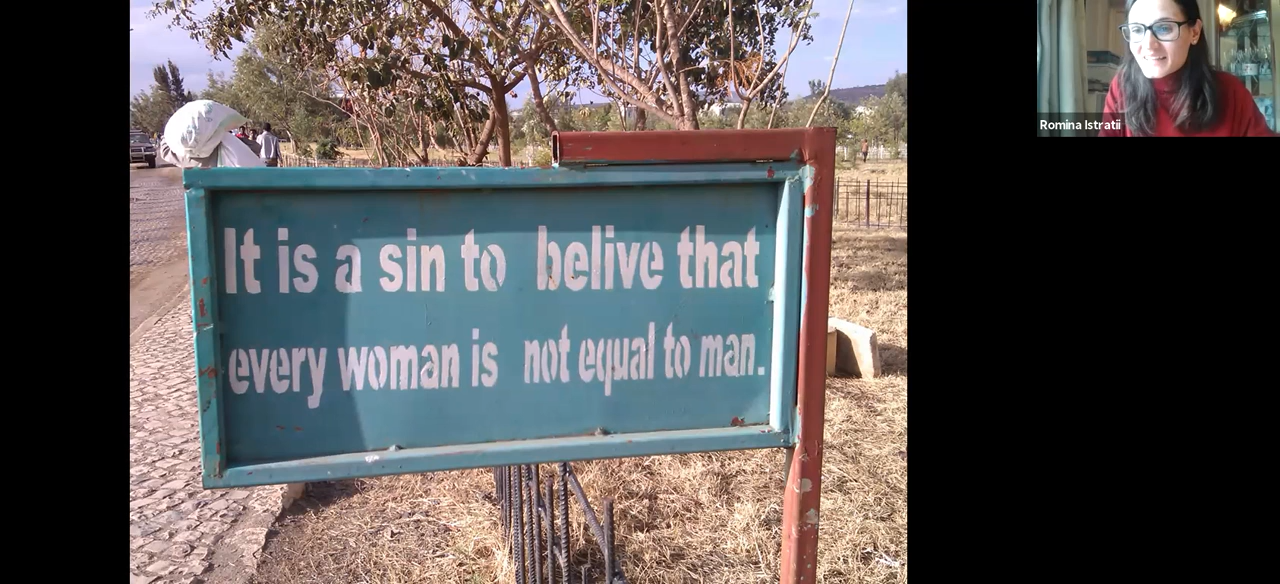 It is a sin to belive that
every woman is not equal to man.
Romina Istratii